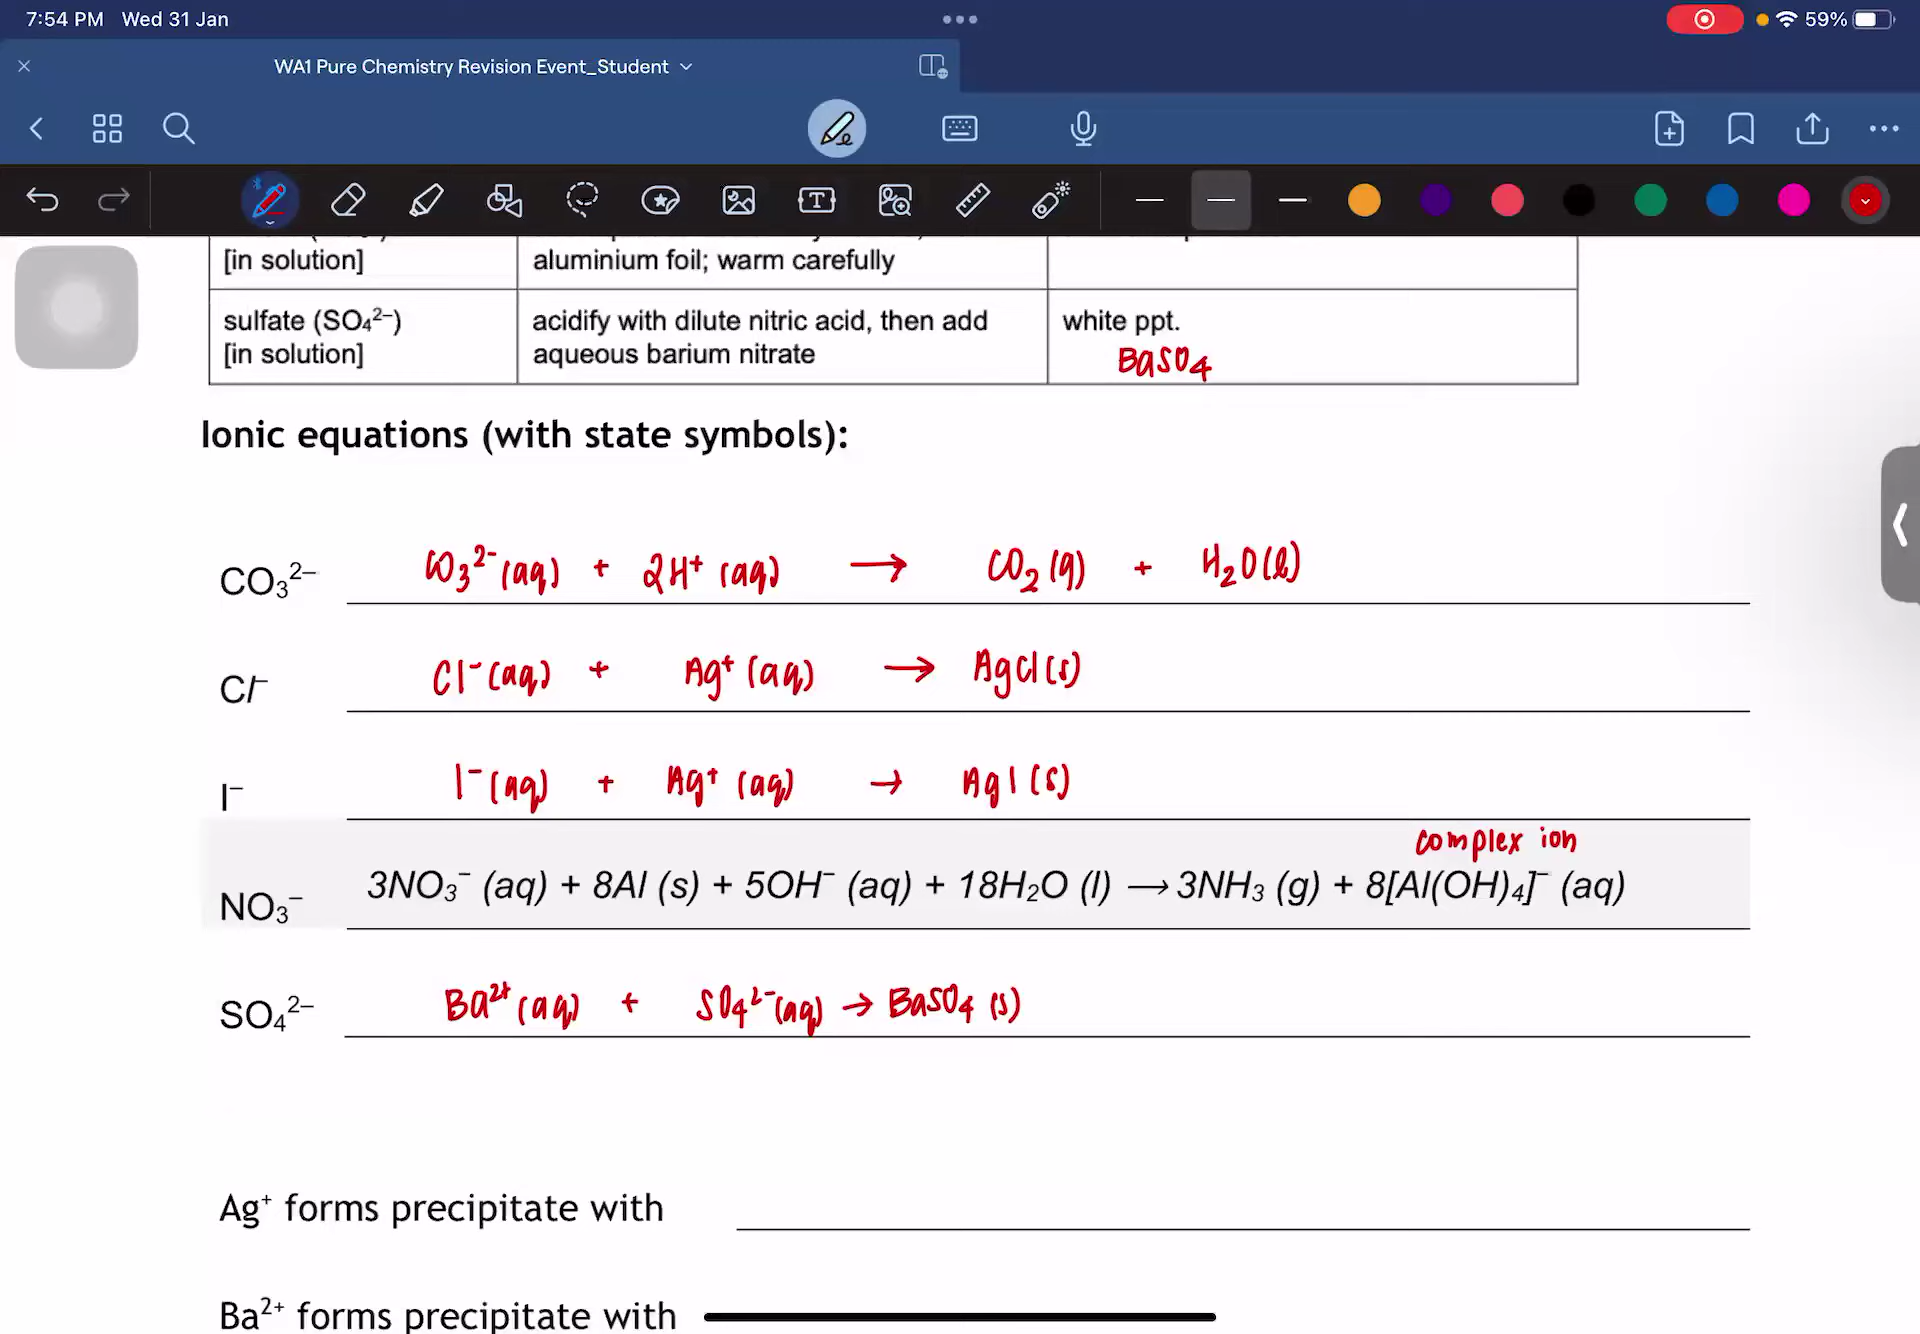 7:54 PM Wed 31 Jan
59%
WA1 Pure Chemistry Revision Event_Student
[in solution]
aluminium foil; warm carefully
sulfate (SO₄²⁻)
[in solution]
acidify with dilute nitric acid, then add
aqueous barium nitrate
white ppt.
BaSO₄
Ionic equations (with state symbols):
CO₃²⁻ CO₃²⁻ (aq) + 2H⁺ (aq) → CO₂ (g) + H₂O (l)
Cl⁻ Cl⁻ (aq) + Ag⁺ (aq) → AgCl (s)
I⁻ I⁻ (aq) + Ag⁺ (aq) → AgI (s)
complex ion
NO₃⁻ 3NO₃⁻ (aq) + 8Al (s) + 5OH⁻ (aq) + 18H₂O (l) → 3NH₃ (g) + 8[Al(OH)₄]⁻ (aq)
SO₄²⁻ Ba²⁺ (aq) + SO₄²⁻ (aq) → BaSO₄ (s)
Ag⁺ forms precipitate with
Ba²⁺ forms precipitate with